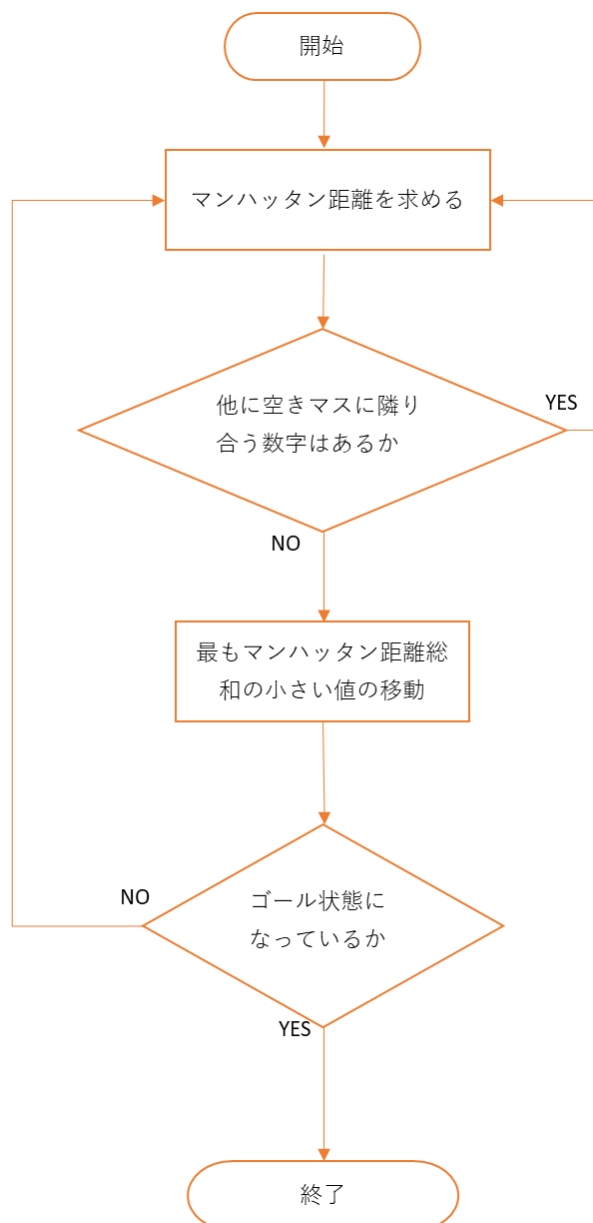 開始
マンハッタン距離を求める
他に空きマスに隣り
合う数字はあるか
YES
NO
最もマンハッタン距離総
和の小さい値の移動
ゴール状態に
なっているか
NO
YES
終了